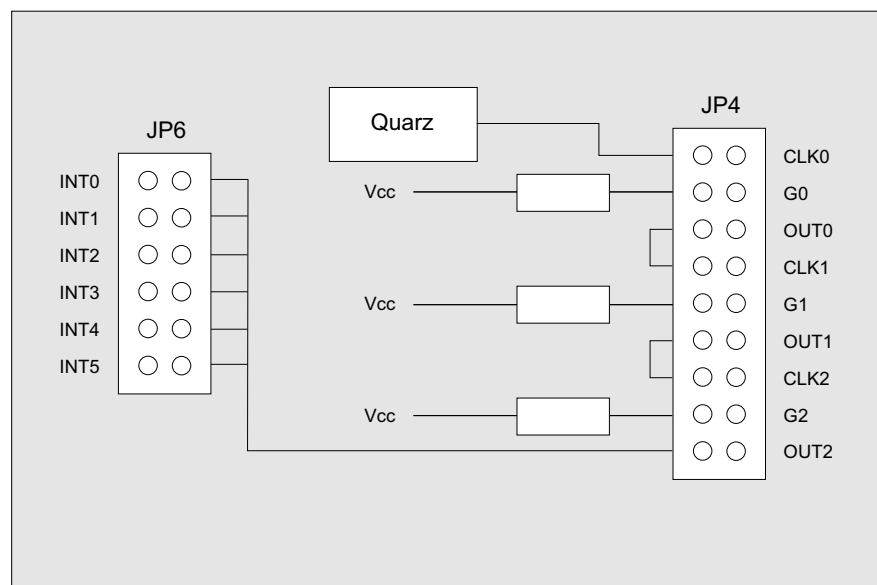 JP6
INT0
INT1
INT2
INT3
INT4
INT5
Quarz
Vcc
Vcc
Vcc
JP4
CLK0
G0
OUT0
CLK1
G1
OUT1
CLK2
G2
OUT2